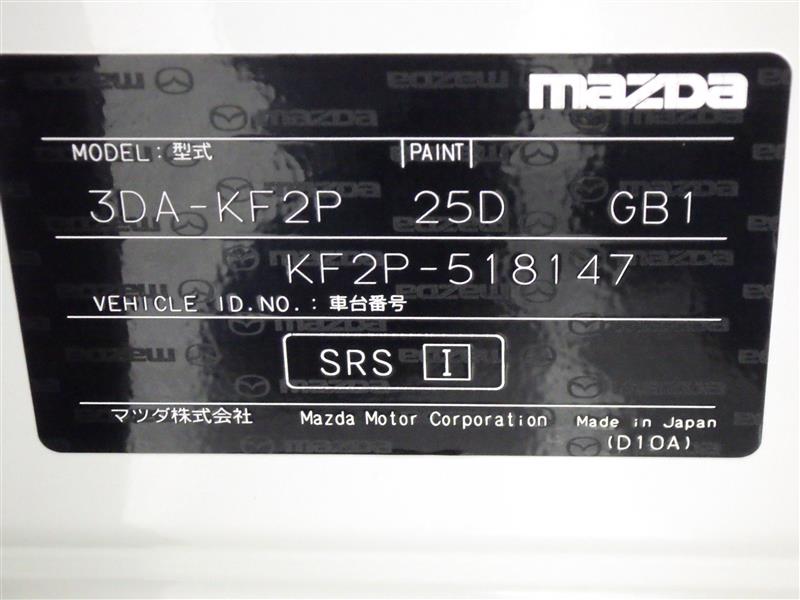 mazda
MODEL：型式 PAINT
3DA-KF2P 25D GB1
KF2P-518147
VEHICLE ID.NO.：車台番号
SRS I
マツダ株式会社 Mazda Motor Corporation Made in Japan
(D10A)